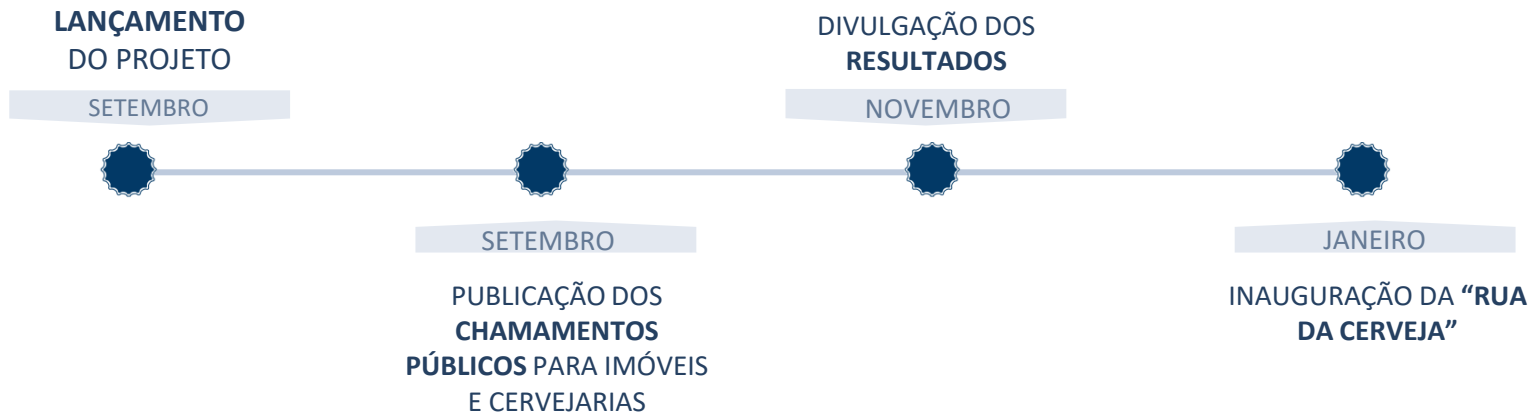 LANÇAMENTO
DO PROJETO
SETEMBRO
SETEMBRO
PUBLICAÇÃO DOS
CHAMAMENTOS
PÚBLICOS PARA IMÓVEIS
E CERVEJARIAS
DIVULGAÇÃO DOS
RESULTADOS
NOVEMBRO
JANEIRO
INAUGURAÇÃO DA “RUA
DA CERVEJA”